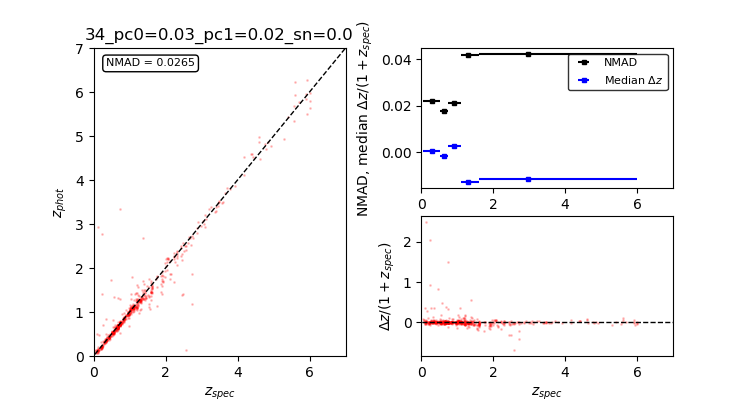 34_pc0=0.03_pc1=0.02_sn=0.0
NMAD = 0.0265
z_phot
7
6
5
4
3
2
1
0
0
2
4
6
z_spec
NMAD, median Δz/(1 + z_spec)
0.04
0.02
0.00
NMAD
Median Δz
0
2
4
6
Δz/(1 + z_spec)
2
1
0
0
2
4
6
z_spec